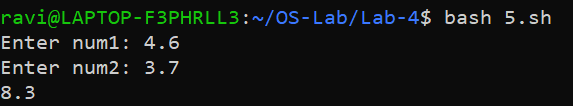 ravi@LAPTOP-F3PHRLL3:~/OS-Lab/Lab-4$ bash 5.sh
Enter num1: 4.6
Enter num2: 3.7
8.3